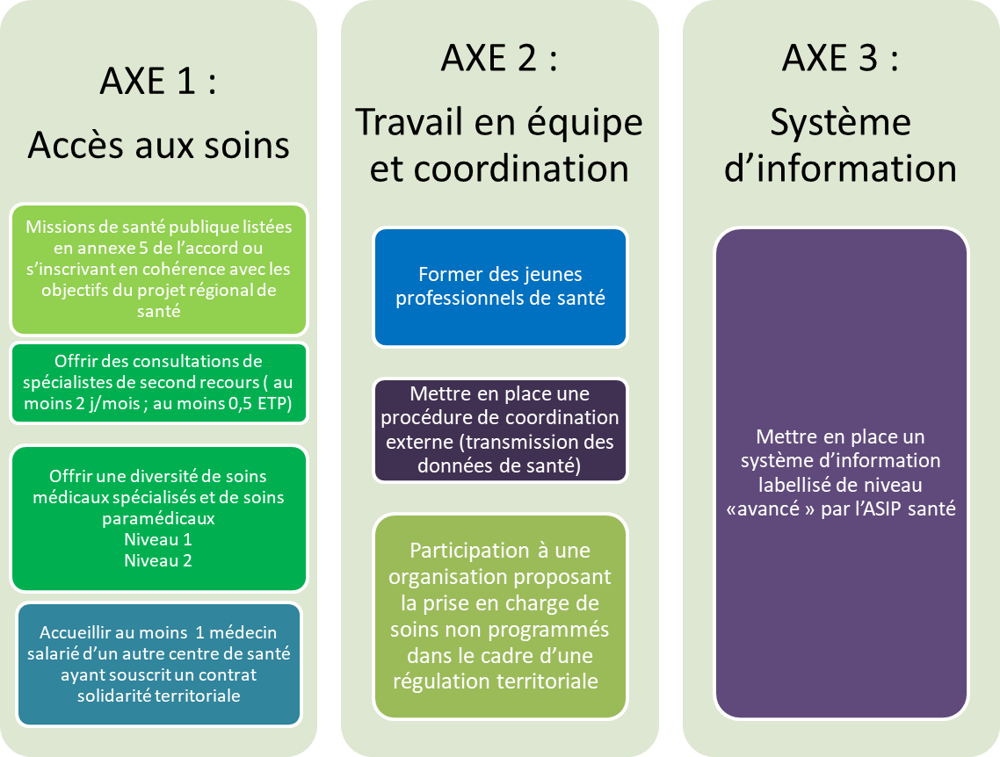 AXE 1 :
Accès aux soins
Missions de santé publique listées
en annexe 5 de l’accord ou
s’inscrivant en cohérence avec les
objectifs du projet régional de
santé
Offrir des consultations de
spécialistes de second recours ( au
moins 2 j/mois ; au moins 0,5 ETP)
Offrir une diversité de soins
médicaux spécialisés et de soins
paramédicaux
Niveau 1
Niveau 2
Accueillir au moins 1 médecin
salarié d’un autre centre de santé
ayant souscrit un contrat
solidarité territoriale
AXE 2 :
Travail en équipe
et coordination
Former des jeunes
professionnels de santé
Mettre en place une
procédure de coordination
externe (transmission des
données de santé)
Participation à une
organisation proposant
la prise en charge de
soins non programmés
dans le cadre d’une
régulation territoriale
AXE 3 :
Système
d’information
Mettre en place un
système d’information
labellisé de niveau
«avancé » par l’ASIP santé